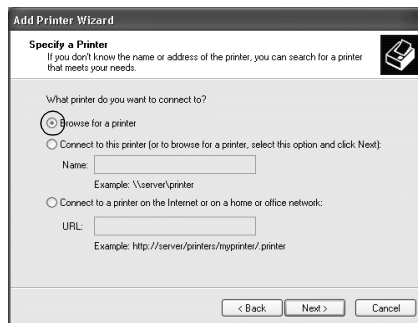 Add Printer Wizard
Specify a Printer
If you don't know the name or address of the printer, you can search for a printer
that meets your needs.
What printer do you want to connect to?
Browse for a printer
Connect to this printer (or to browse for a printer, select this option and click Next):
Name:
Example: \\server\printer
Connect to a printer on the Internet or on a home or office network:
URL:
Example: http://server/printers/myprinter/.printer
< Back Next > Cancel